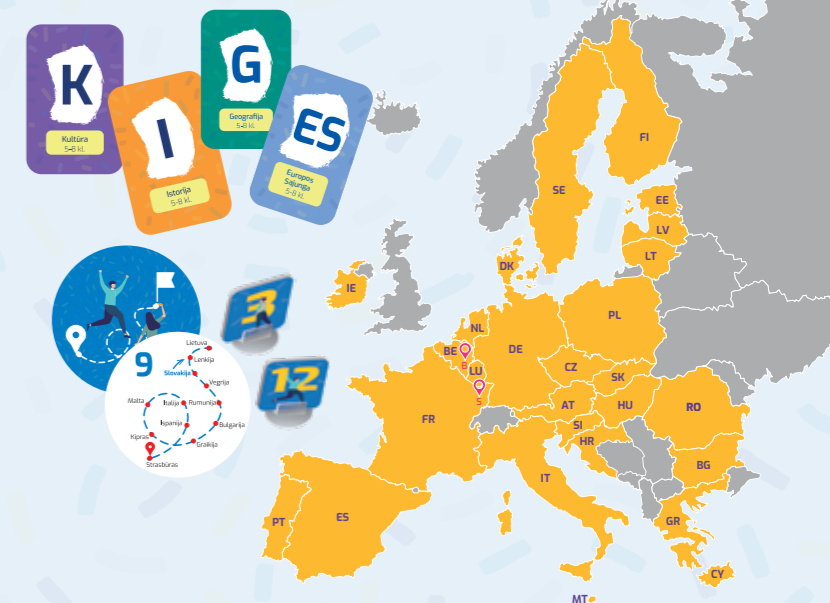 K
Kultūra
5-8 kl.
I
Istorija
5-8 kl.
G
Geografija
5-8 kl.
ES
Europos
Sąjunga
5-8 kl.
9
Lietuva
Lenkija
Slovakija
Vegrija
Malta
Italija
Rumunija
Ispanija
Bulgarija
Kipras
Graikija
Strasbūras
3
12
FI
SE
EE
LV
LT
DK
IE
NL
PL
BE
B
DE
LU
S
CZ
SK
FR
AT
HU
RO
SI
HR
BG
IT
PT
ES
GR
CY
MT